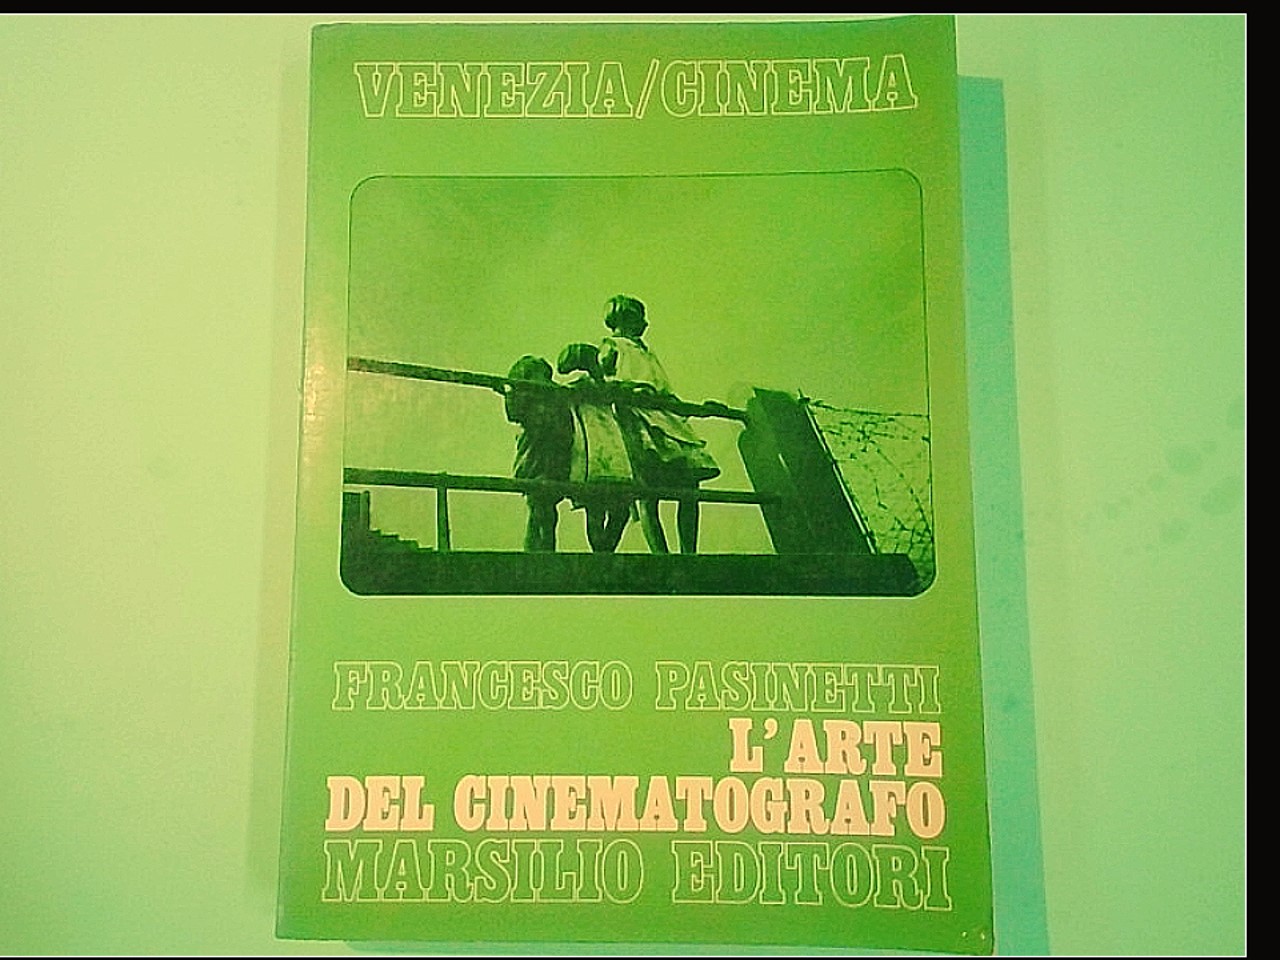 VENEZIA/CINEMA
FRANCESCO PASINETTI
L'ARTE
DEL CINEMATOGRAFO
MARSILIO EDITORI